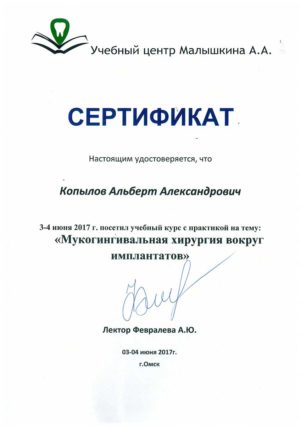 Учебный центр Малышкина А.А.
СЕРТИФИКАТ
Настоящим удостоверяется, что
Копылов Альберт Александрович
3-4 июня 2017 г. посетил учебный курс с практикой на тему:
«Мукогингивальная хирургия вокруг
имплантатов»
Лектор Февралева А.Ю.
03-04 июня 2017г.
г.Омск